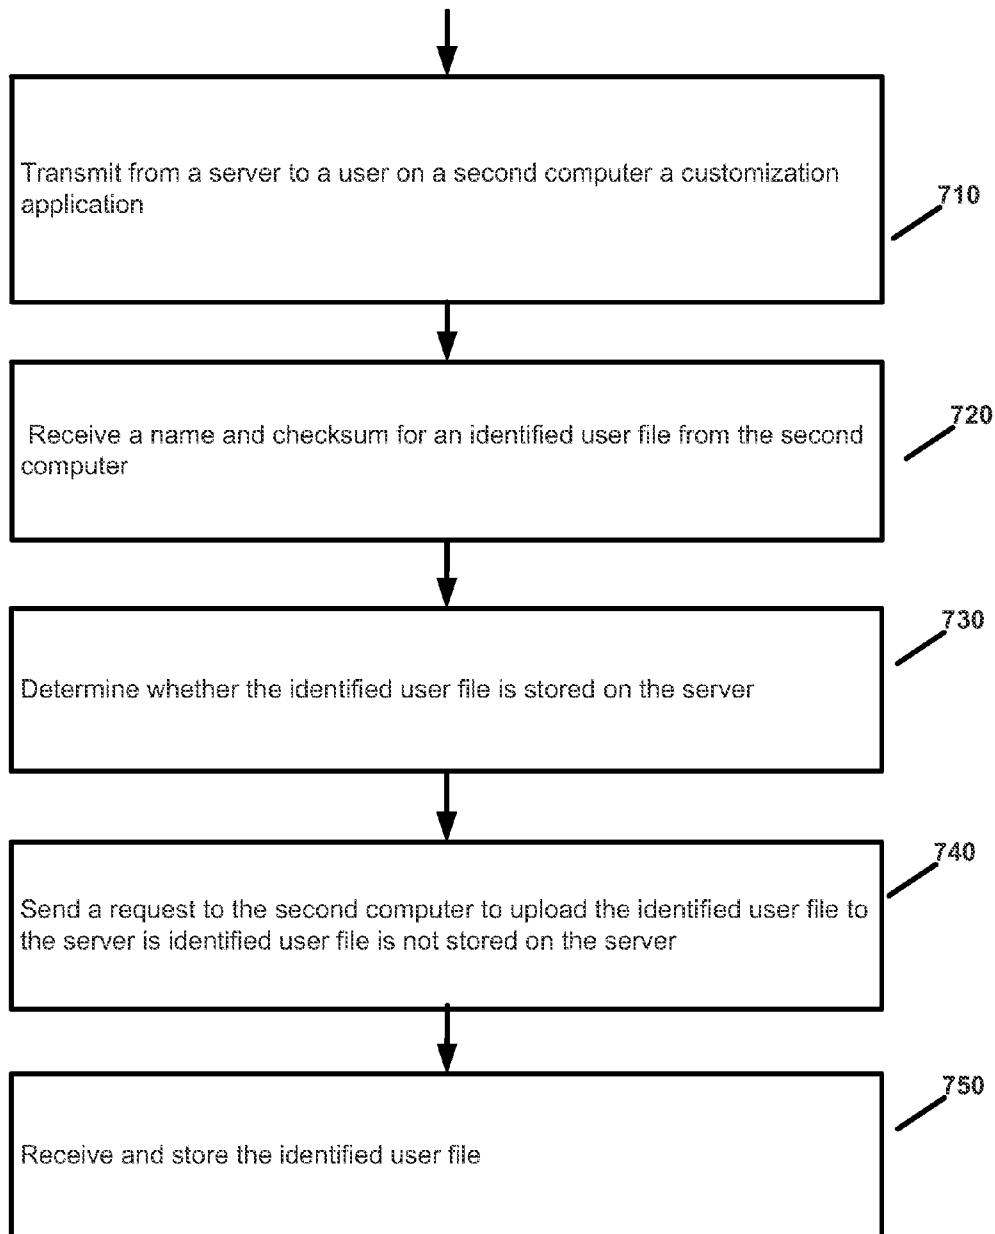 Transmit from a server to a user on a second computer a customization
application
710
Receive a name and checksum for an identified user file from the second
computer
720
Determine whether the identified user file is stored on the server
730
Send a request to the second computer to upload the identified user file to
the server is identified user file is not stored on the server
740
Receive and store the identified user file
750